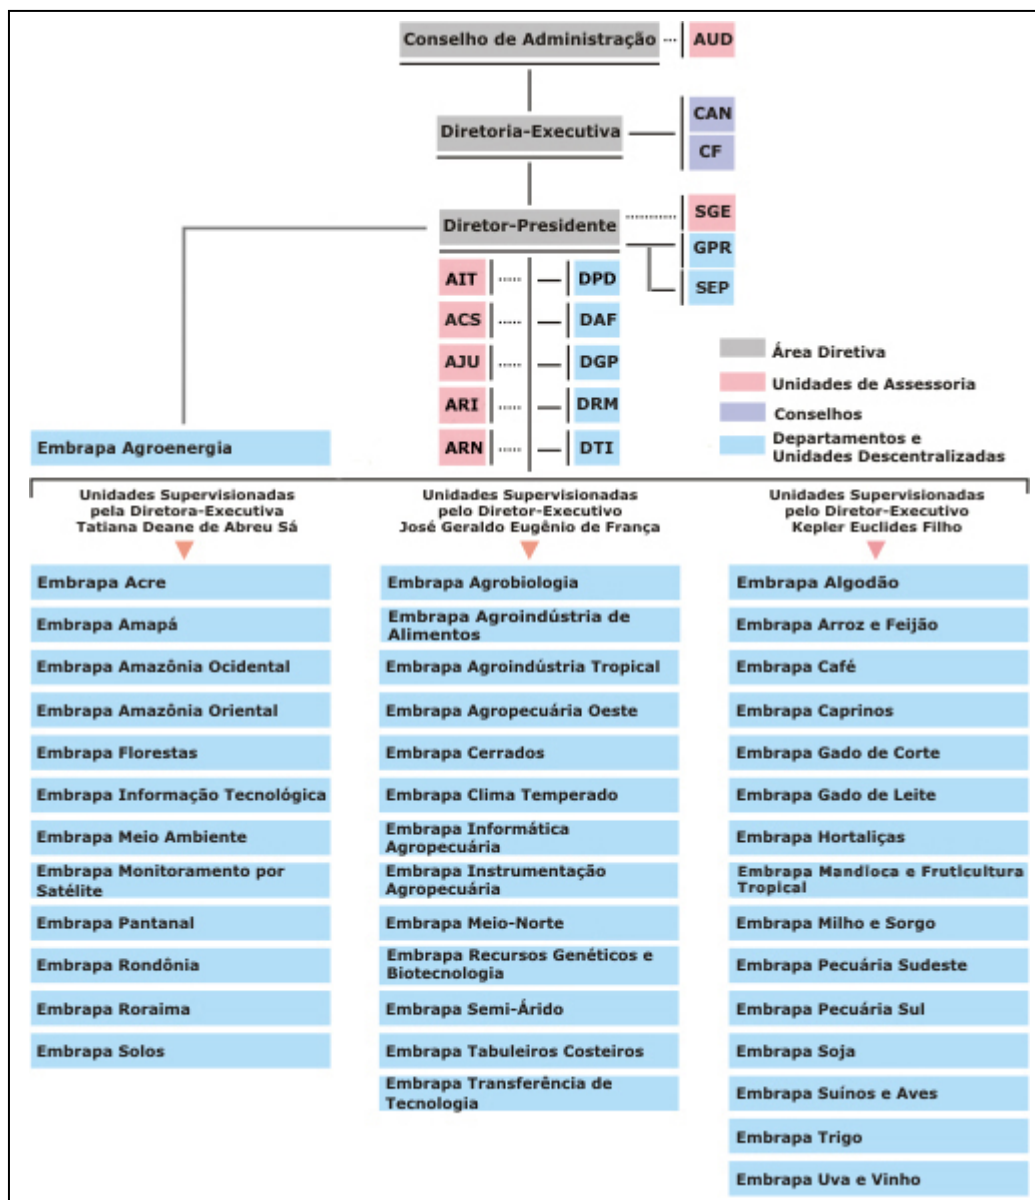 Conselho de Administração
AUD
Diretoria-Executiva
CAN
CF
Diretor-Presidente
SGE
GPR
SEP
AIT
DPD
ACS
DAF
AJU
DGP
ARI
DRM
ARN
DTI
Área Diretiva
Unidades de Assessoria
Conselhos
Departamentos e
Unidades Descentralizadas
Embrapa Agroenergia
Unidades Supervisionadas
pela Diretora-Executiva
Tatiana Deane de Abreu Sá
Embrapa Acre
Embrapa Amapá
Embrapa Amazônia Ocidental
Embrapa Amazônia Oriental
Embrapa Florestas
Embrapa Informação Tecnológica
Embrapa Meio Ambiente
Embrapa Monitoramento por
Satélite
Embrapa Pantanal
Embrapa Rondônia
Embrapa Roraima
Embrapa Solos
Unidades Supervisionadas
pelo Diretor-Executivo
José Geraldo Eugênio de França
Embrapa Agrobiologia
Embrapa Agroindústria de
Alimentos
Embrapa Agroindústria Tropical
Embrapa Agropecuária Oeste
Embrapa Cerrados
Embrapa Clima Temperado
Embrapa Informática
Agropecuária
Embrapa Instrumentação
Agropecuária
Embrapa Meio-Norte
Embrapa Recursos Genéticos e
Biotecnologia
Embrapa Semi-Árido
Embrapa Tabuleiros Costeiros
Embrapa Transferência de
Tecnologia
Unidades Supervisionadas
pelo Diretor-Executivo
Kepler Euclides Filho
Embrapa Algodão
Embrapa Arroz e Feijão
Embrapa Café
Embrapa Caprinos
Embrapa Gado de Corte
Embrapa Gado de Leite
Embrapa Hortaliças
Embrapa Mandioca e Fruticultura
Tropical
Embrapa Milho e Sorgo
Embrapa Pecuária Sudeste
Embrapa Pecuária Sul
Embrapa Soja
Embrapa Suínos e Aves
Embrapa Trigo
Embrapa Uva e Vinho